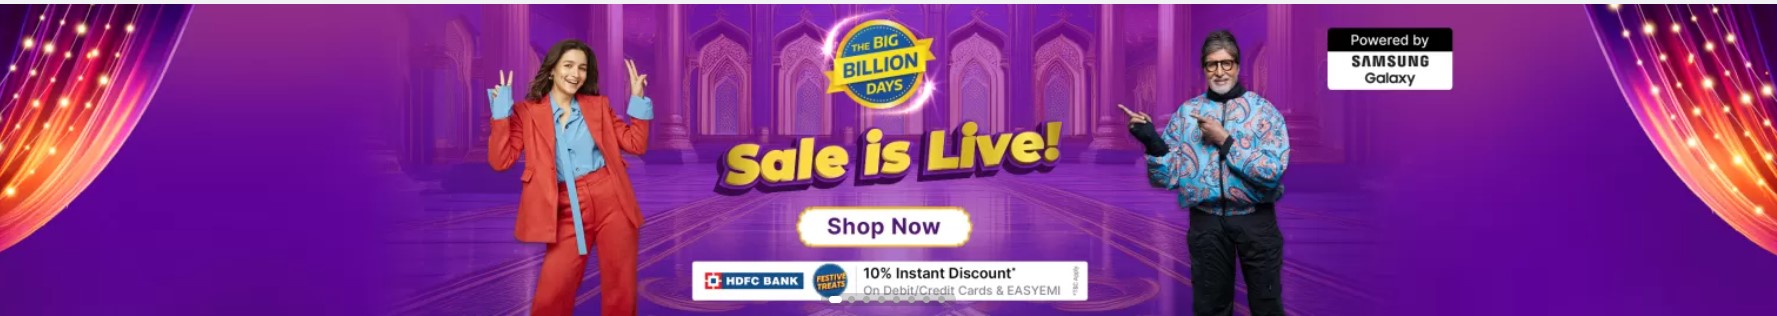 THE BIG
BILLION
DAYS
Sale is Live!
Shop Now
HDFC BANK
FESTIVE
TREATS
10% Instant Discount*
On Debit/Credit Cards & EASYEMI
*T&C Apply
Powered by
SAMSUNG
Galaxy